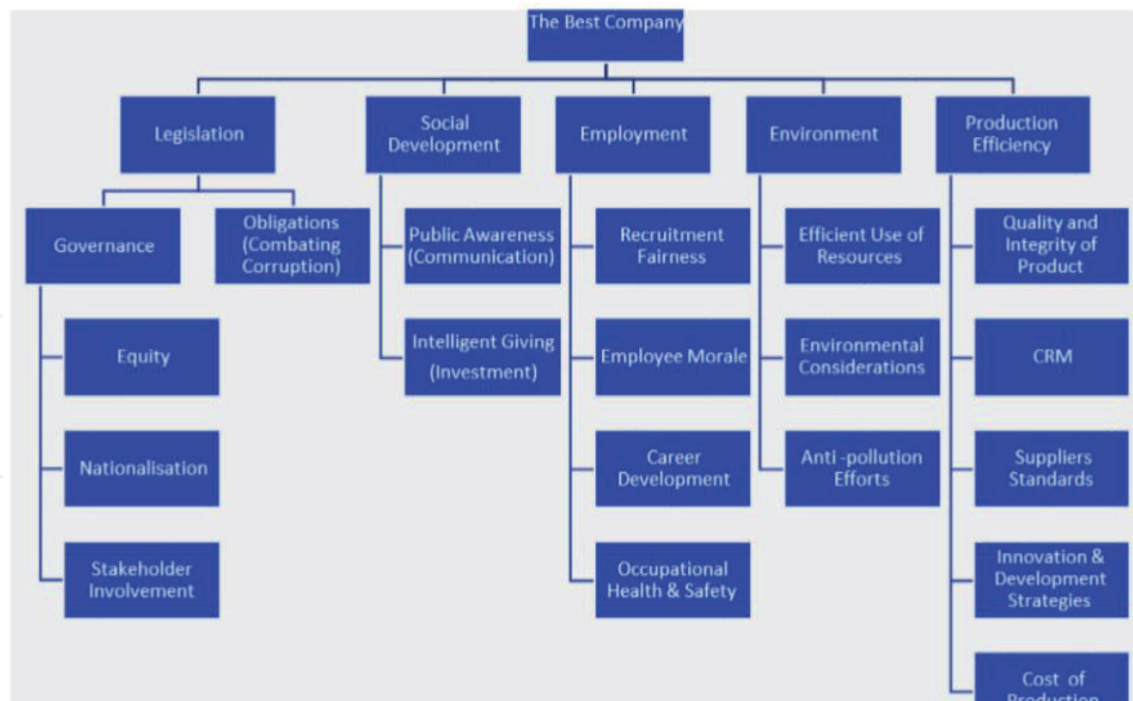 The Best Company
Legislation
Social
Development
Employment
Environment
Production
Efficiency
Governance
Obligations
(Combating
Corruption)
Public Awareness
(Communication)
Recruitment
Fairness
Efficient Use of
Resources
Quality and
Integrity of
Product
Equity
Intelligent Giving
(Investment)
Employee Morale
Environmental
Considerations
CRM
Nationalisation
Career
Development
Anti -pollution
Efforts
Suppliers
Standards
Stakeholder
Involvement
Occupational
Health & Safety
Innovation &
Development
Strategies
Cost of
Production